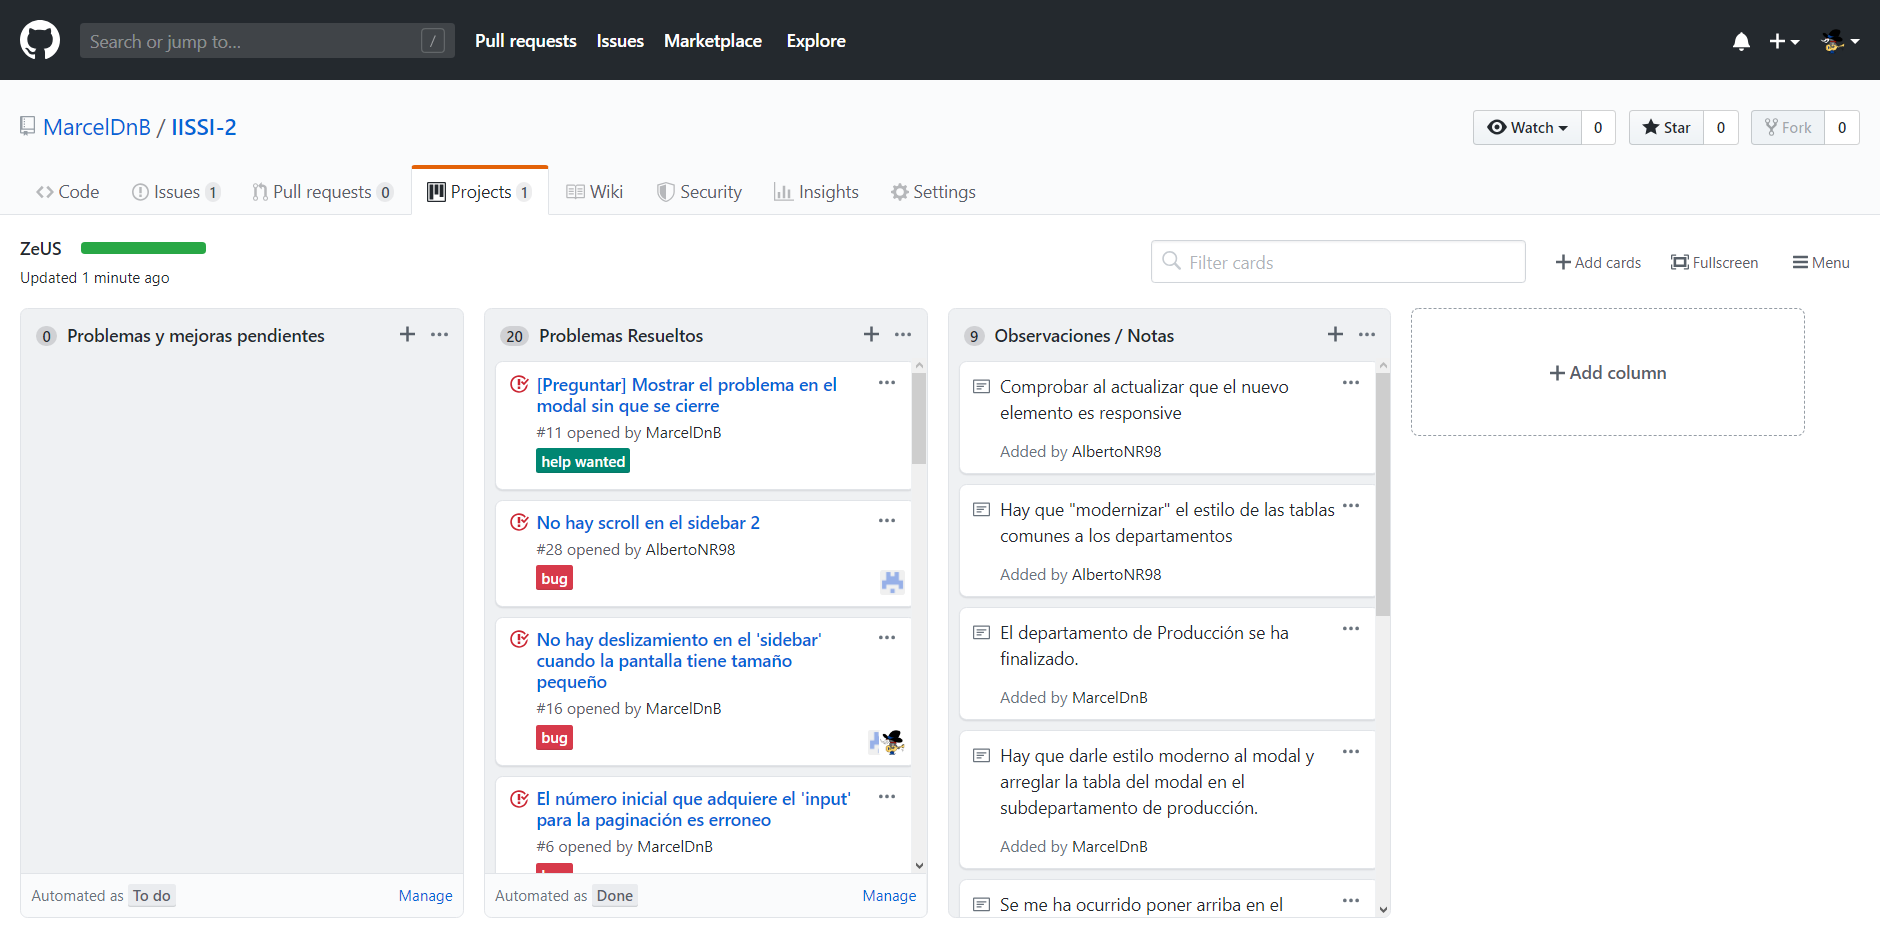 Search or jump to... /
Pull requests Issues Marketplace Explore
MarcelDnB / IISSI-2
Watch 0 Star 0 Fork 0
Code Issues 1 Pull requests 0 Projects 1 Wiki Security Insights Settings
ZeUS
Updated 1 minute ago
Filter cards
Add cards Fullscreen Menu
0 Problemas y mejoras pendientes
Automated as To do Manage
20 Problemas Resueltos
[Preguntar] Mostrar el problema en el
modal sin que se cierre
#11 opened by MarcelDnB
help wanted
No hay scroll en el sidebar 2
#28 opened by AlbertoNR98
bug
No hay deslizamiento en el 'sidebar'
cuando la pantalla tiene tamaño
pequeño
#16 opened by MarcelDnB
bug
El número inicial que adquiere el 'input'
para la paginación es erroneo
#6 opened by MarcelDnB
Automated as Done Manage
9 Observaciones / Notas
Comprobar al actualizar que el nuevo
elemento es responsive
Added by AlbertoNR98
Hay que "modernizar" el estilo de las tablas
comunes a los departamentos
Added by AlbertoNR98
El departamento de Producción se ha
finalizado.
Added by MarcelDnB
Hay que darle estilo moderno al modal y
arreglar la tabla del modal en el
subdepartamento de producción.
Added by MarcelDnB
Se me ha ocurrido poner arriba en el
Add column